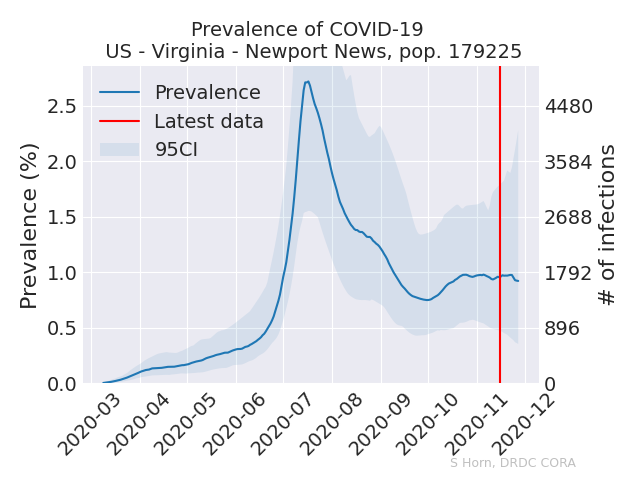 Prevalence of COVID-19
US - Virginia - Newport News, pop. 179225
Prevalence
Latest data
95CI
Prevalence (%)
2.5
2.0
1.5
1.0
0.5
0.0
4480
3584
2688
1792
896
0
# of infections
2020-03
2020-04
2020-05
2020-06
2020-07
2020-08
2020-09
2020-10
2020-11
2020-12
S Horn, DRDC CORA